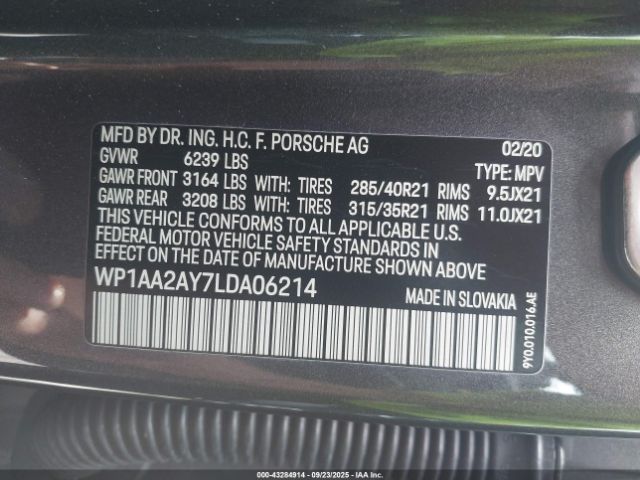 MFD BY DR. ING. H.C. F. PORSCHE AG 02/20
GVWR 6239 LBS TYPE: MPV
GAWR FRONT 3164 LBS WITH: TIRES 285/40R21 RIMS 9.5JX21
GAWR REAR 3208 LBS WITH: TIRES 315/35R21 RIMS 11.0JX21
THIS VEHICLE CONFORMS TO ALL APPLICABLE U.S.
FEDERAL MOTOR VEHICLE SAFETY STANDARDS IN
EFFECT ON THE DATE OF MANUFACTURE SHOWN ABOVE.
WP1AA2AY7LDA06214 MADE IN SLOVAKIA
9Y0.010.016.AE
000-43284914 - 09/23/2025 - IAA Inc.